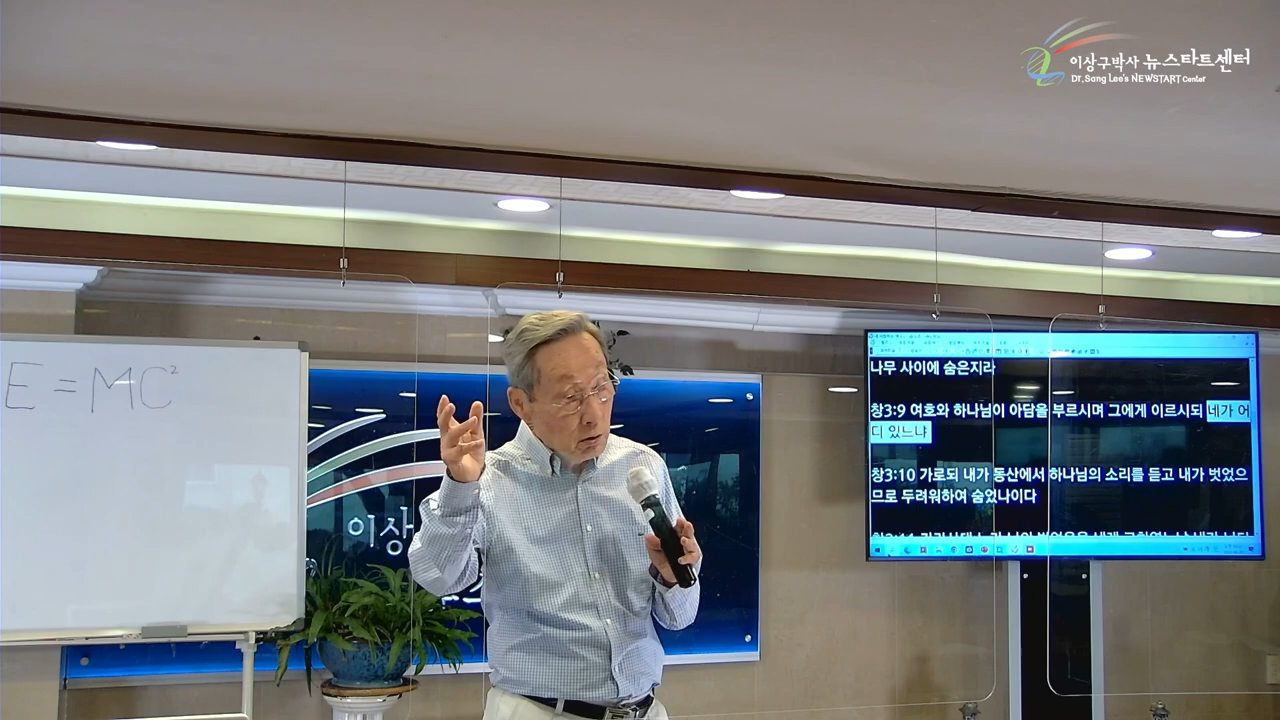 이상구박사 뉴스타트센터
Dr. Sang Lee's NEWSTART Center
E = MC²
이상
나무 사이에 숨은지라
창3:9 여호와 하나님이 아담을 부르시며 그에게 이르시되 네가 어
디 있느냐
창3:10 가로되 내가 동산에서 하나님의 소리를 듣고 내가 벗었으
므로 두려워하여 숨었나이다